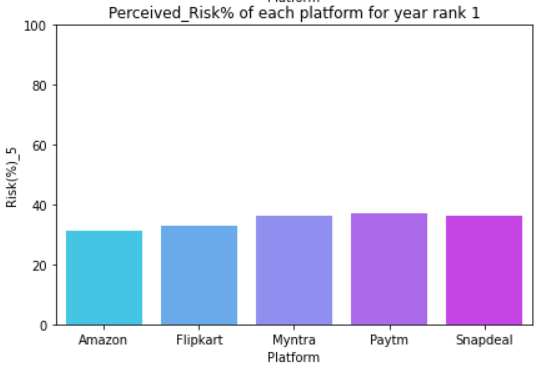 Platform
Perceived_Risk% of each platform for year rank 1
100
80
60
40
20
0
Risk(%)_5
Amazon
Flipkart
Myntra
Paytm
Snapdeal
Platform